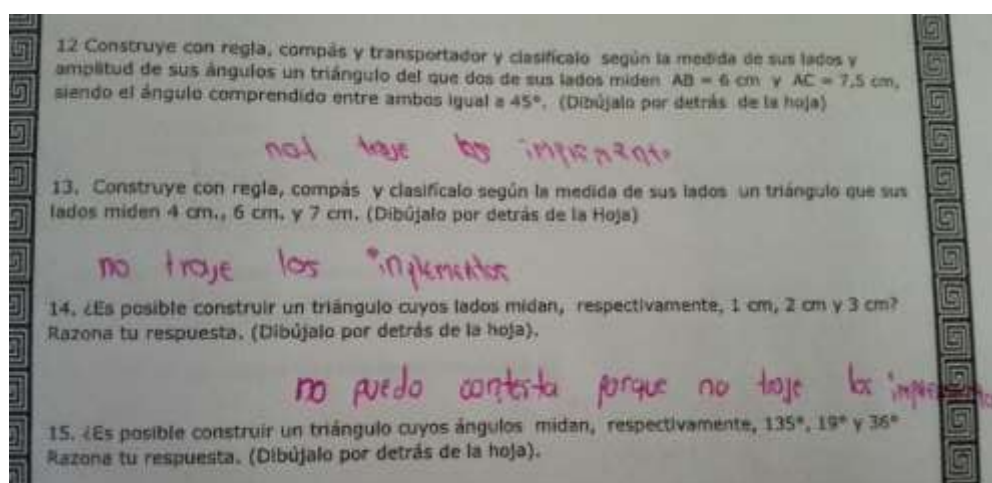 12 Construye con regla, compás y transportador y clasifícalo según la medida de sus lados y
amplitud de sus ángulos un triángulo del que dos de sus lados miden AB = 6 cm y AC = 7,5 cm,
siendo el ángulo comprendido entre ambos igual a 45°. (Dibújalo por detrás de la hoja)
traje los
13. Construye con regla, compás y clasifícalo según la medida de sus lados un triángulo que sus
lados miden 4 cm., 6 cm. y 7 cm. (Dibújalo por detrás de la Hoja)
no traje los inplementos
14. ¿Es posible construir un triángulo cuyos lados midan, respectivamente, 1 cm, 2 cm y 3 cm?
Razona tu respuesta. (Dibújalo por detrás de la hoja).
no puedo contesta porque no traje los
15. ¿Es posible construir un triángulo cuyos ángulos midan, respectivamente, 135°, 19° y 36°
Razona tu respuesta. (Dibújalo por detrás de la hoja).